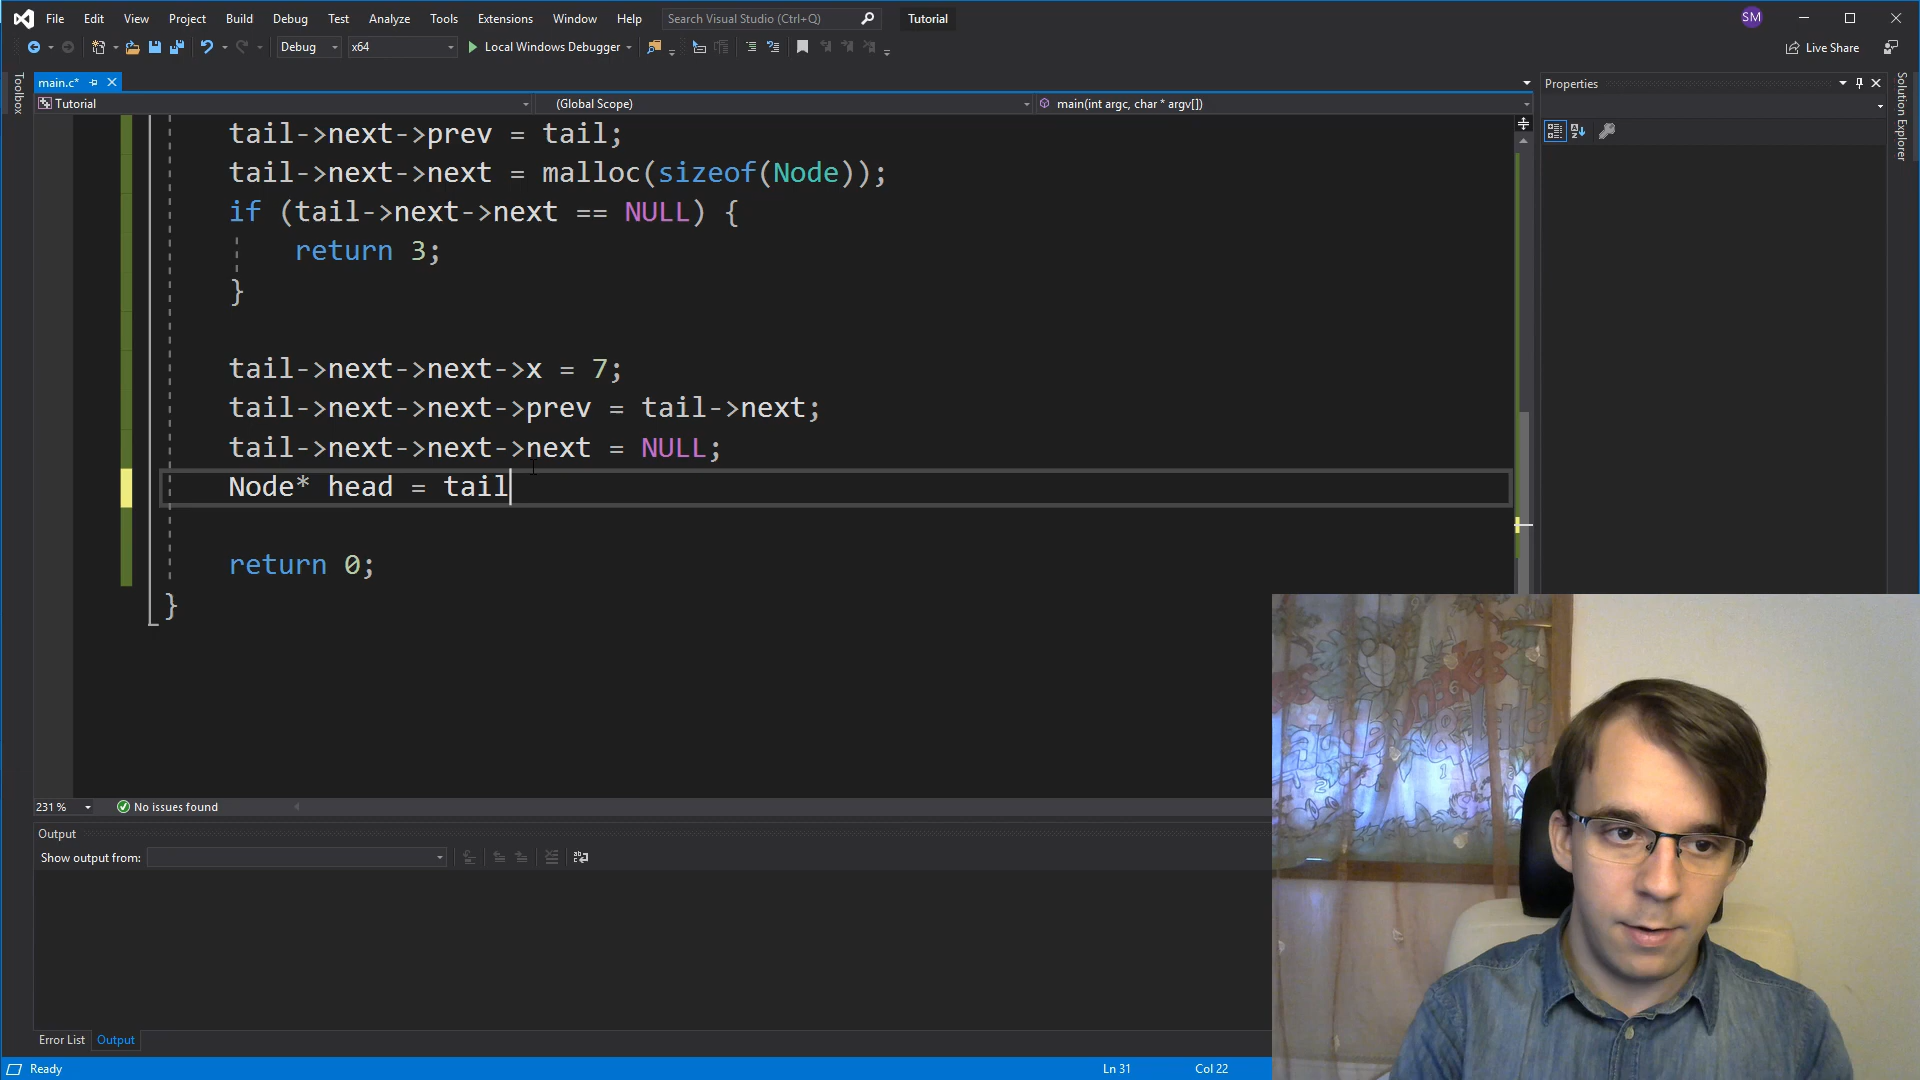 File Edit View Project Build Debug Test Analyze Tools Extensions Window Help Search Visual Studio (Ctrl+Q) Tutorial SM
Debug x64 Local Windows Debugger Live Share
Toolbox
main.c*
Tutorial (Global Scope) main(int argc, char * argv[])
tail->next->prev = tail;
tail->next->next = malloc(sizeof(Node));
if (tail->next->next == NULL) {
return 3;
}
tail->next->next->x = 7;
tail->next->next->prev = tail->next;
tail->next->next->next = NULL;
Node* head = tail
return 0;
}
231 % No issues found
Output
Show output from:
Error List Output
Ready Ln 31 Col 22
Properties
Solution Explorer